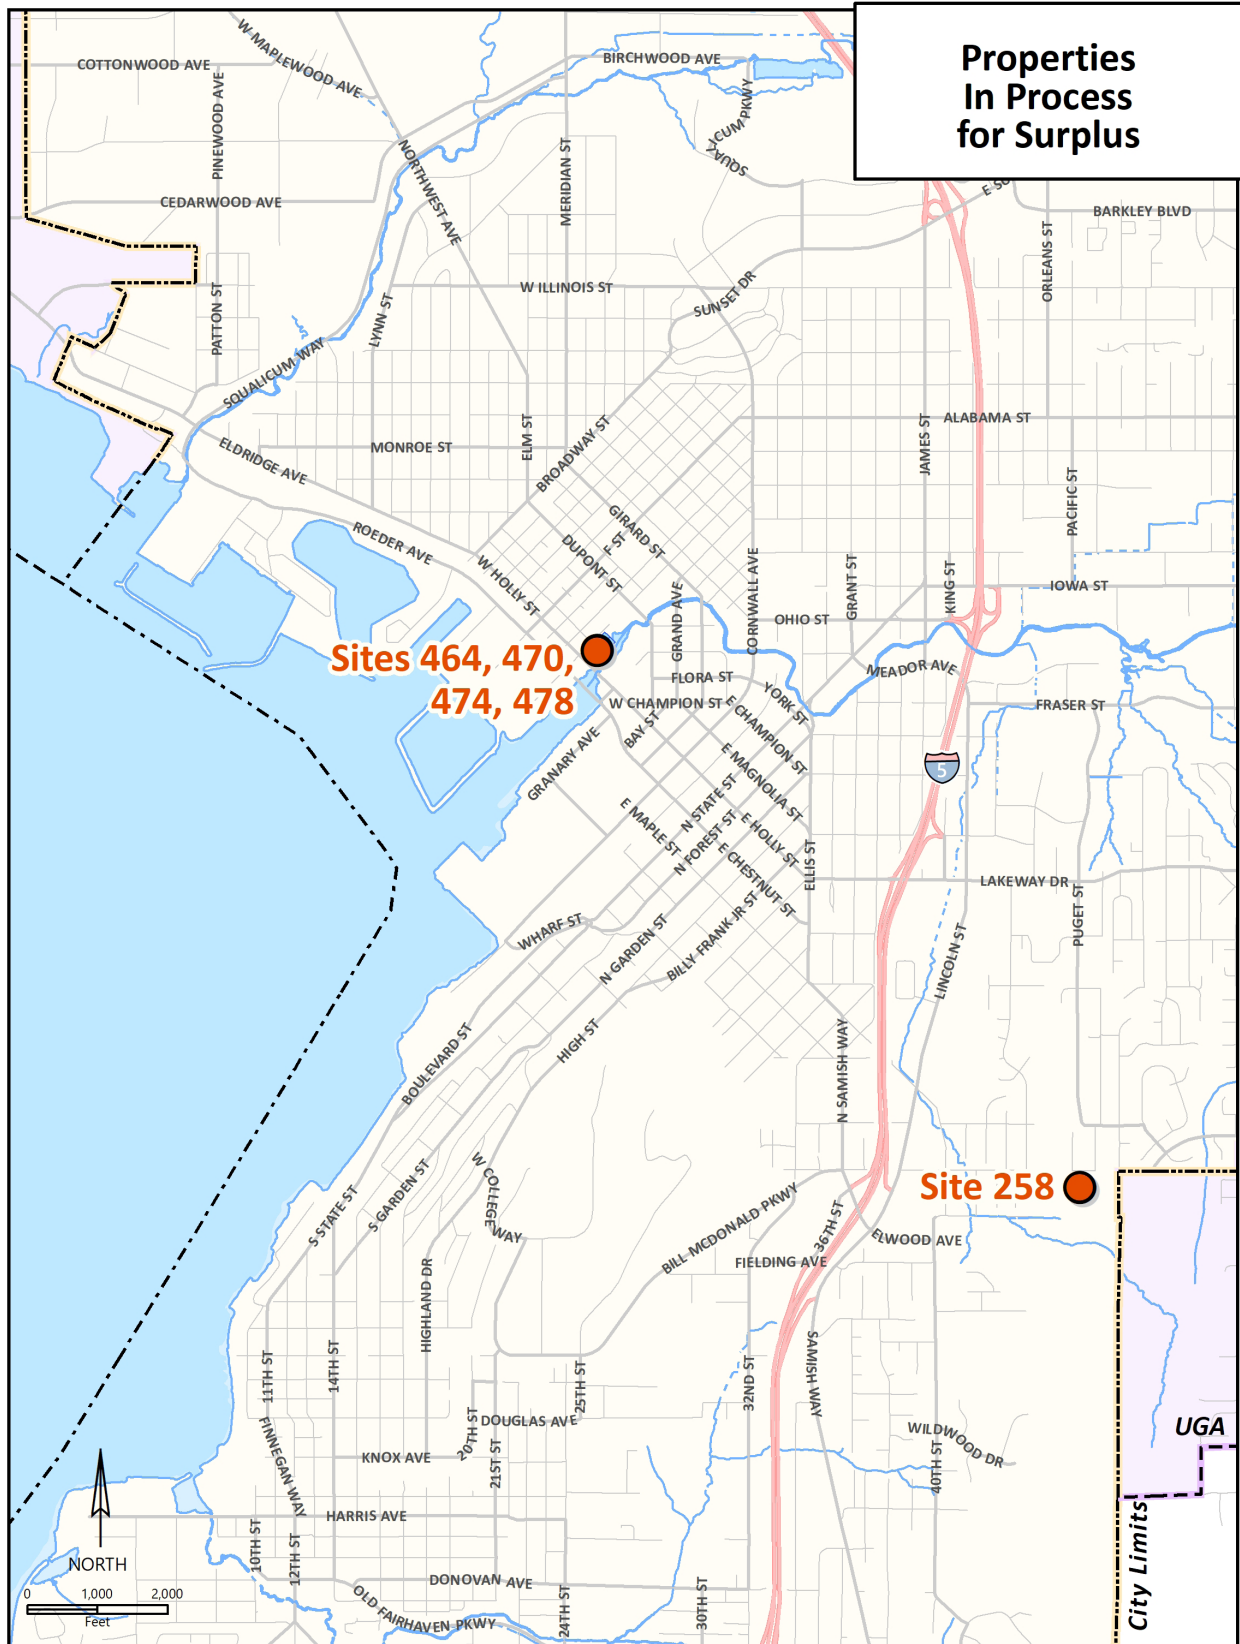 Properties
In Process
for Surplus
COTTONWOOD AVE
W MAPLEWOOD AVE
BIRCHWOOD AVE
PINEWOOD AVE
MERIDIAN ST
NORTHWEST AVE
CEDARWOOD AVE
BARKLEY BLVD
ORLEANS ST
W ILLINOIS ST
SUNSET DR
PATTON ST
LYNN ST
SQUALICUM WAY
ALABAMA ST
JAMES ST
MONROE ST
ELM ST
BROADWAY ST
ELDRIDGE AVE
PACIFIC ST
ROEDER AVE
GIRARD ST
F ST
DUPONT ST
W HOLLY ST
CORNWALL AVE
GRANT ST
KING ST
IOWA ST
GRAND AVE
OHIO ST
Sites 464, 470,
474, 478
MEADOR AVE
FLORA ST
YORK ST
W CHAMPION ST
E CHAMPION ST
FRASER ST
BAY ST
GRANARY AVE
E MAGNOLIA ST
5
N STATE ST
E MAPLE ST
N FOREST ST
E HOLLY ST
E CHESTNUT ST
ELLIS ST
LAKEWAY DR
PUGET ST
WHARF ST
N GARDEN ST
BILLY FRANK JR ST
LINCOLN ST
HIGH ST
BOULEVARD ST
N SAMISH WAY
W COLLEGE WAY
S GARDEN ST
S STATE ST
BILL MCDONALD PKWY
Site 258
36TH ST
ELWOOD AVE
FIELDING AVE
HIGHLAND DR
11TH ST
14TH ST
25TH ST
32ND ST
SAMISH WAY
DOUGLAS AVE
20TH ST
21ST ST
FINNEGAN WAY
KNOX AVE
WILDWOOD DR
40TH ST
UGA
HARRIS AVE
10TH ST
12TH ST
DONOVAN AVE
OLD FAIRHAVEN PKWY
24TH ST
30TH ST
City Limits
NORTH
0 1,000 2,000
Feet